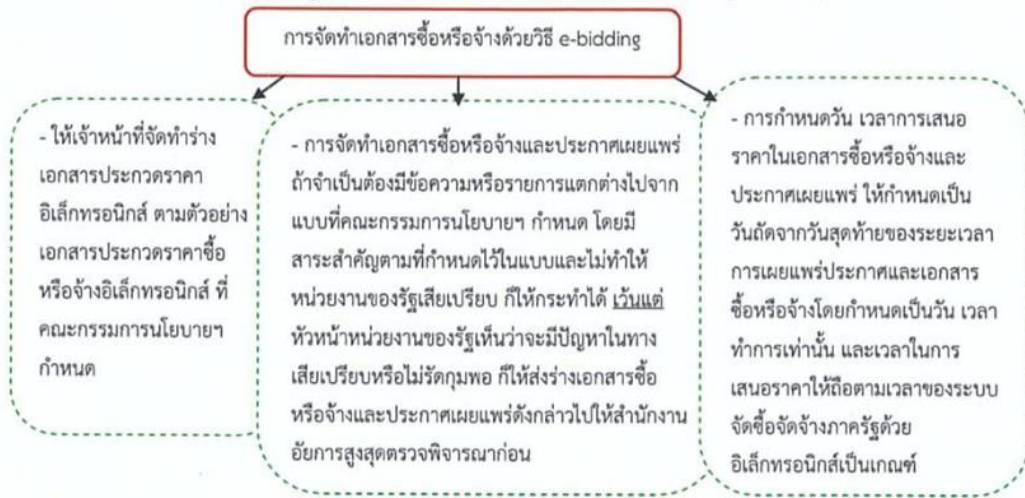 การจัดทำเอกสารซื้อหรือจ้างด้วยวิธี e-bidding
- ให้เจ้าหน้าที่จัดทำร่าง
เอกสารประกวดราคา
อิเล็กทรอนิกส์ ตามตัวอย่าง
เอกสารประกวดราคาซื้อ
หรือจ้างอิเล็กทรอนิกส์ ที่
คณะกรรมการนโยบายฯ
กำหนด
- การจัดทำเอกสารซื้อหรือจ้างและประกาศเผยแพร่
ถ้าจำเป็นต้องมีข้อความหรือรายการแตกต่างไปจาก
แบบที่คณะกรรมการนโยบายฯ กำหนด โดยมี
สาระสำคัญตามที่กำหนดไว้ในแบบและไม่ทำให้
หน่วยงานของรัฐเสียเปรียบ ก็ให้กระทำได้ เว้นแต่
หัวหน้าหน่วยงานของรัฐเห็นว่าจะมีปัญหาในทาง
เสียเปรียบหรือไม่รัดกุมพอ ก็ให้ส่งร่างเอกสารซื้อ
หรือจ้างและประกาศเผยแพร่ดังกล่าวไปให้สำนักงาน
อัยการสูงสุดตรวจพิจารณาก่อน
- การกำหนดวัน เวลาการเสนอ
ราคาในเอกสารซื้อหรือจ้างและ
ประกาศเผยแพร่ ให้กำหนดเป็น
วันถัดจากวันสุดท้ายของระยะเวลา
การเผยแพร่ประกาศและเอกสาร
ซื้อหรือจ้างโดยกำหนดเป็นวัน เวลา
ทำการเท่านั้น และเวลาในการ
เสนอราคาให้ถือตามเวลาของระบบ
จัดซื้อจัดจ้างภาครัฐด้วย
อิเล็กทรอนิกส์เป็นเกณฑ์